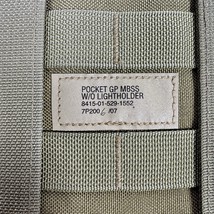 POCKET GP MBSS
W/O LIGHTHOLDER
8415-01-529-1552
7P200 /07